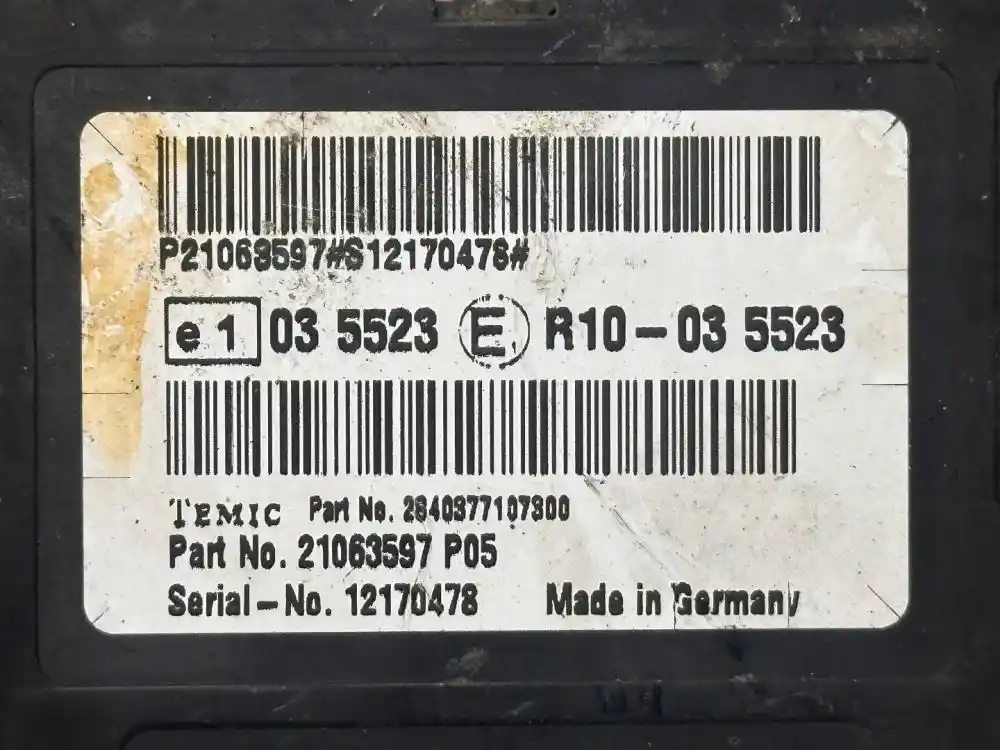 P21063597#S12170478#
e 1 03 5523 E R10-03 5523
TEMIC Part No. 2840377107300
Part No. 21063597 P05
Serial-No. 12170478 Made in Germany